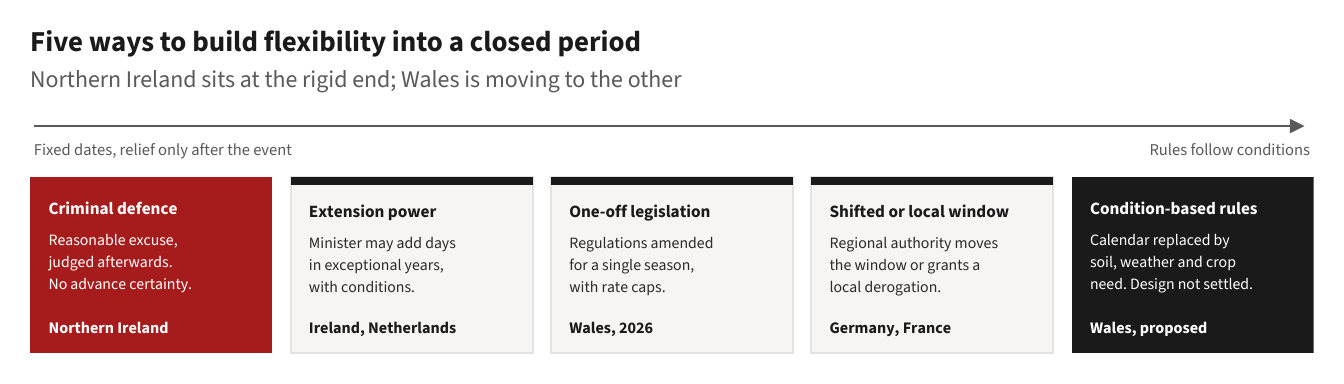 Five ways to build flexibility into a closed period
Northern Ireland sits at the rigid end; Wales is moving to the other
Fixed dates, relief only after the event
Rules follow conditions
Criminal defence
Reasonable excuse,
judged afterwards.
No advance certainty.
Northern Ireland
Extension power
Minister may add days
in exceptional years,
with conditions.
Ireland, Netherlands
One-off legislation
Regulations amended
for a single season,
with rate caps.
Wales, 2026
Shifted or local window
Regional authority moves
the window or grants a
local derogation.
Germany, France
Condition-based rules
Calendar replaced by
soil, weather and crop
need. Design not settled.
Wales, proposed